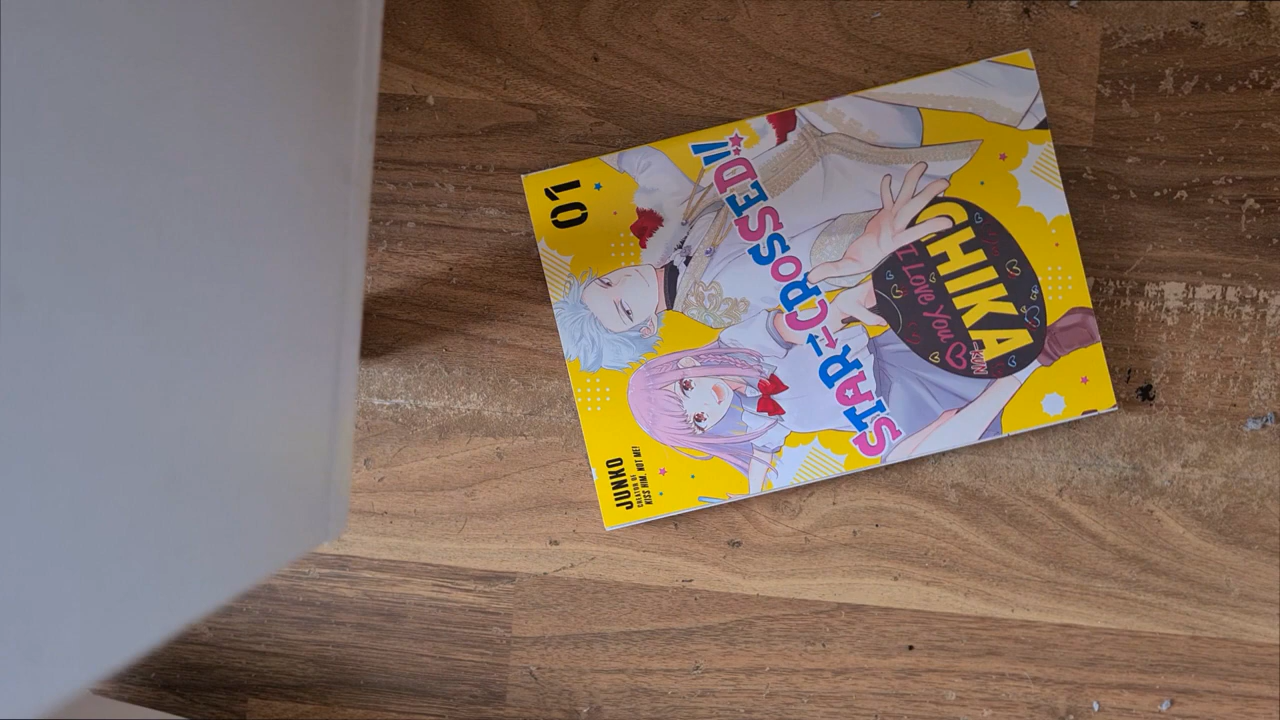 JUNKO
CREATOR OF
KISS HIM, NOT ME!
01
STAR⇄CROSSED!!
CHIKA
-KUN
I Love You